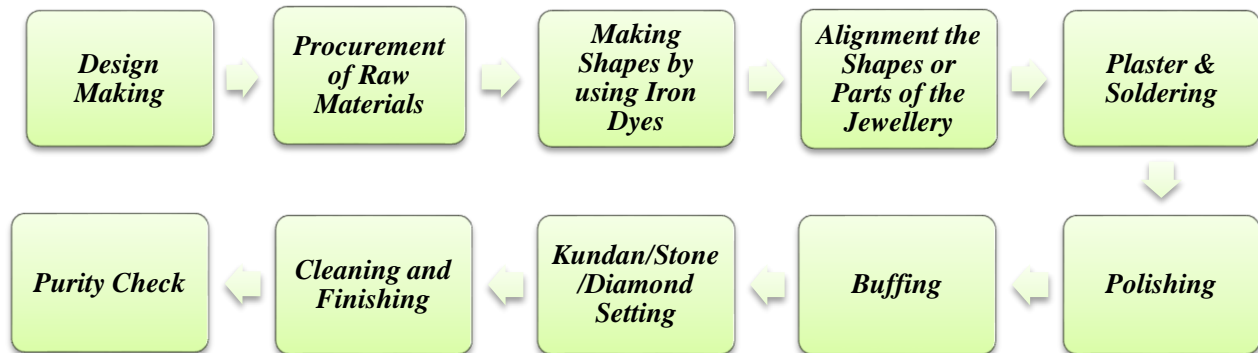 Design
Making
Procurement
of Raw
Materials
Making
Shapes by
using Iron
Dyes
Alignment the
Shapes or
Parts of the
Jewellery
Plaster &
Soldering
Polishing
Buffing
Kundan/Stone
/Diamond
Setting
Cleaning and
Finishing
Purity Check